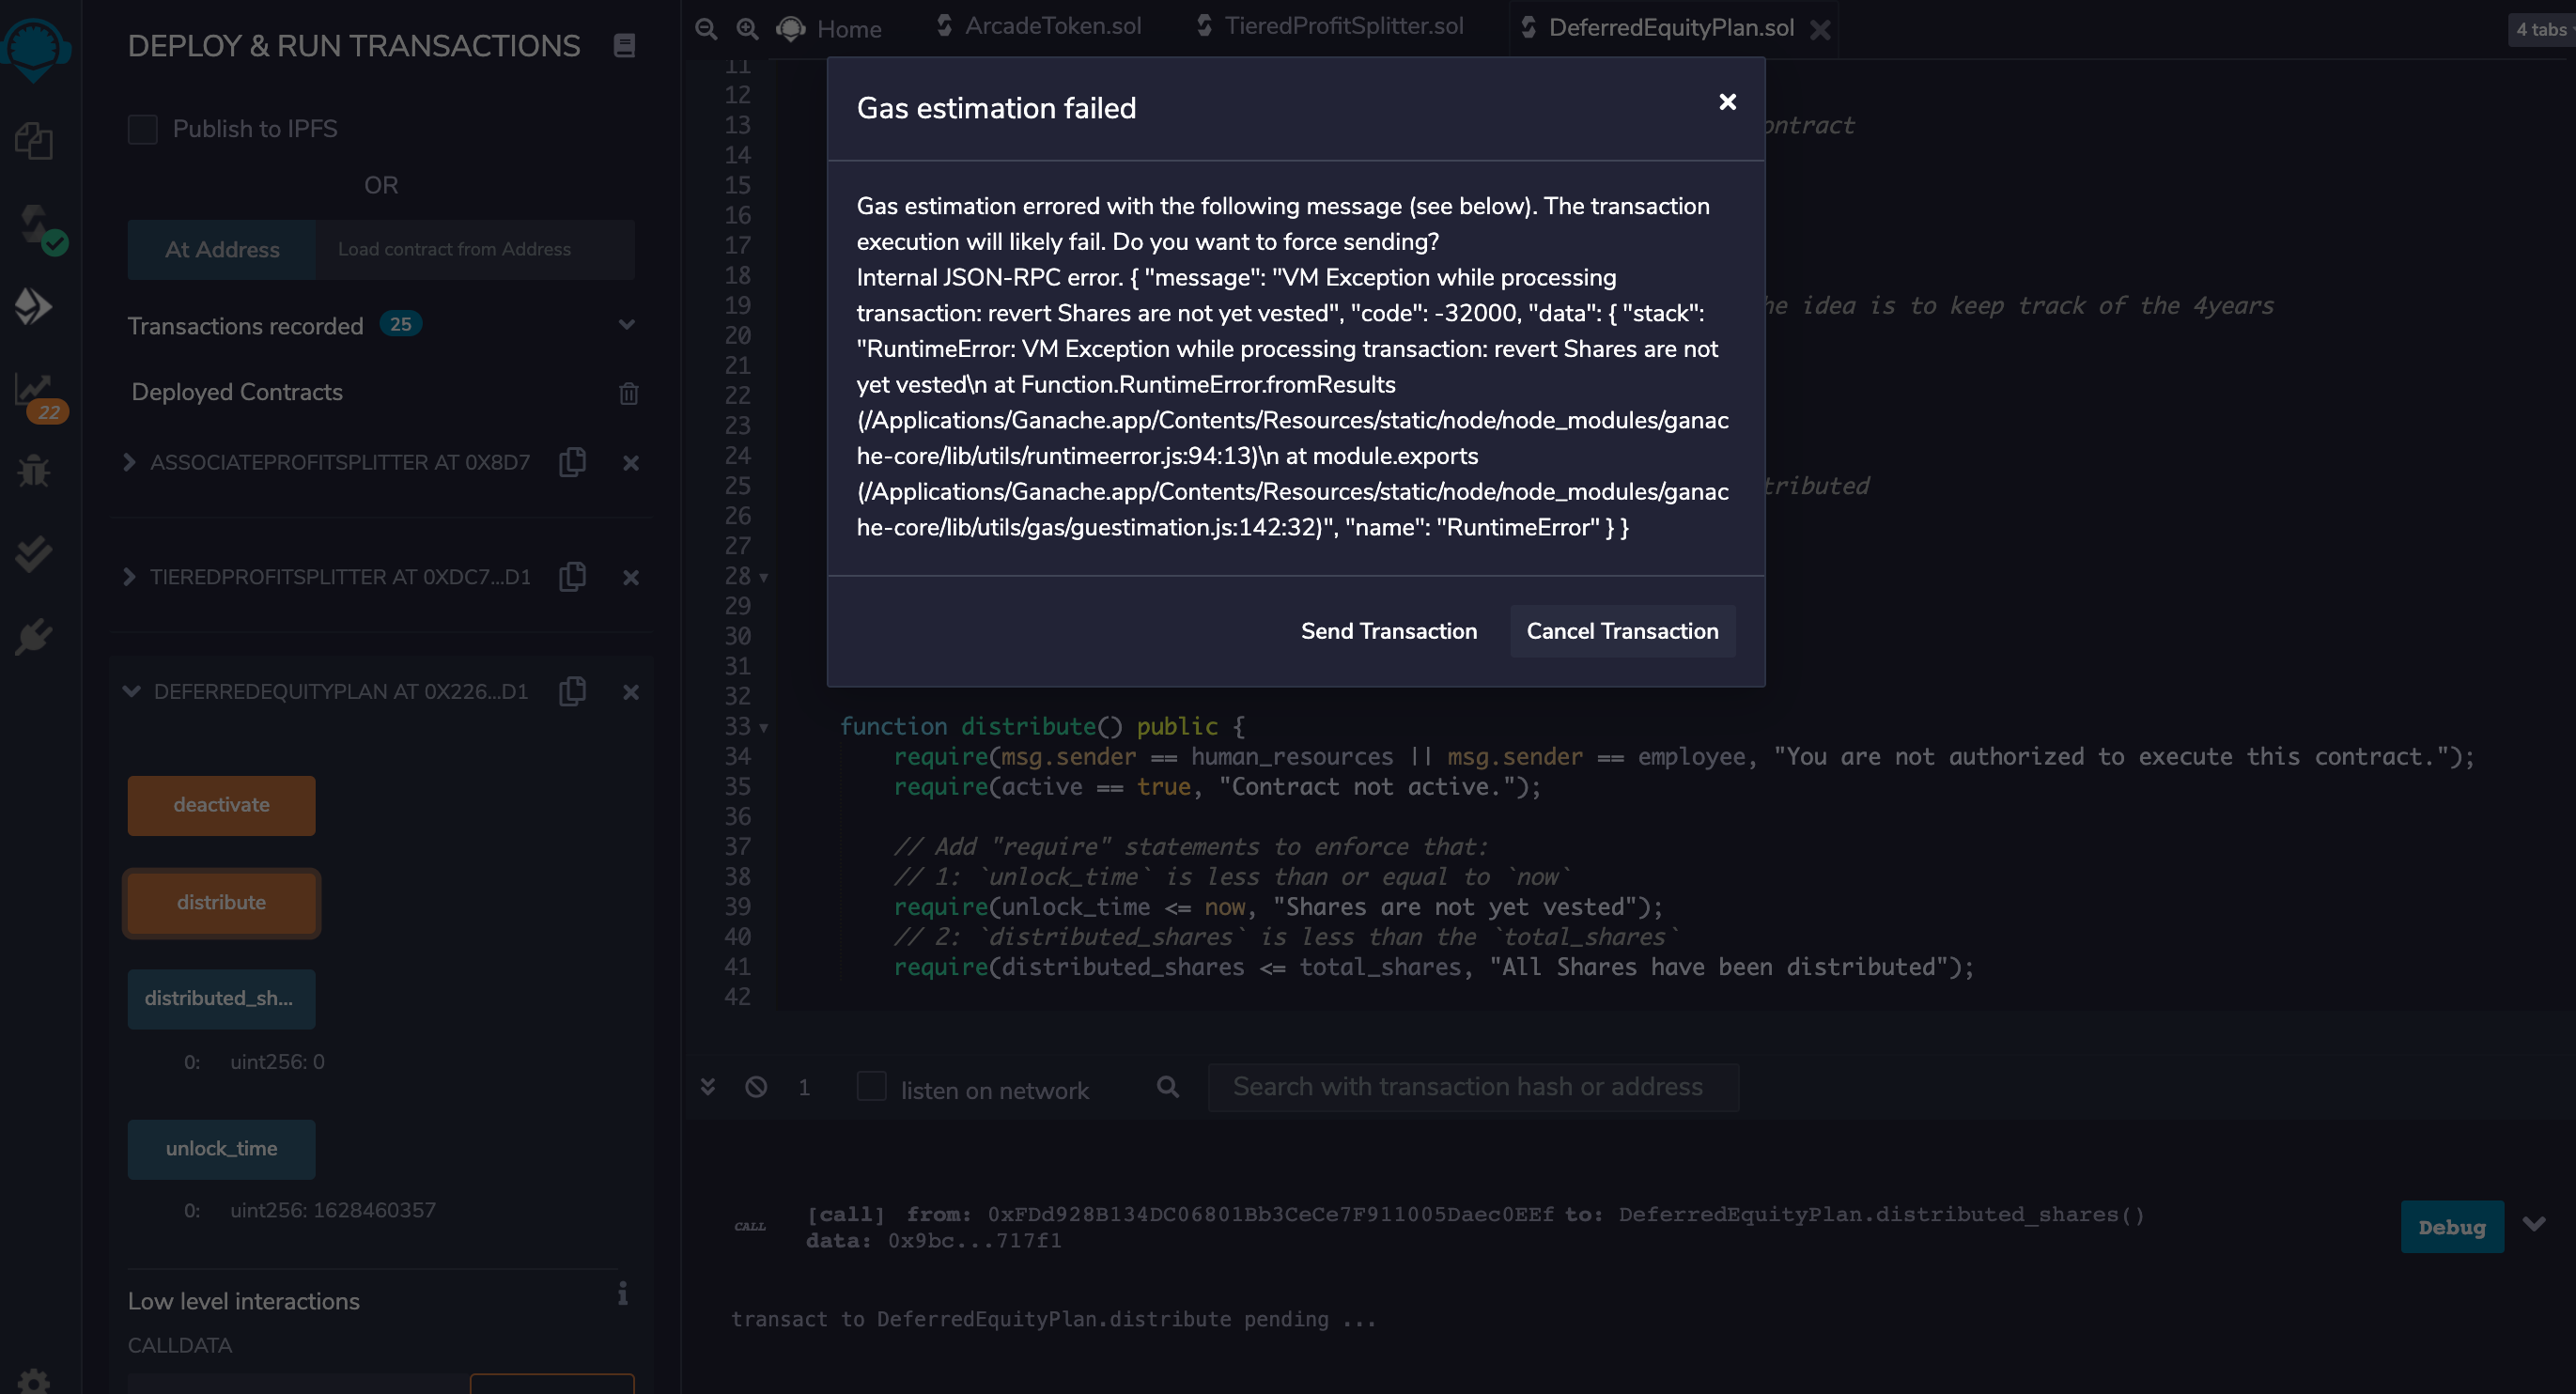 DEPLOY & RUN TRANSACTIONS
Publish to IPFS
OR
At Address
Load contract from Address
Transactions recorded 25
Deployed Contracts
22
ASSOCIATEPROFITSPLITTER AT 0X8D7
TIEREDPROFITSPLITTER AT 0XDC7...D1
DEFERREDEQUITYPLAN AT 0X226...D1
deactivate
distribute
distributed_sh...
0: uint256: 0
unlock_time
0: uint256: 1628460357
Low level interactions
CALLDATA
Home
ArcadeToken.sol
TieredProfitSplitter.sol
DeferredEquityPlan.sol
4 tabs
Gas estimation failed
Gas estimation errored with the following message (see below). The transaction
execution will likely fail. Do you want to force sending?
Internal JSON-RPC error. { "message": "VM Exception while processing
transaction: revert Shares are not yet vested", "code": -32000, "data": { "stack":
"RuntimeError: VM Exception while processing transaction: revert Shares are not
yet vested\n at Function.RuntimeError.fromResults
(/Applications/Ganache.app/Contents/Resources/static/node/node_modules/ganac
he-core/lib/utils/runtimeerror.js:94:13)\n at module.exports
(/Applications/Ganache.app/Contents/Resources/static/node/node_modules/ganac
he-core/lib/utils/gas/guestimation.js:142:32)", "name": "RuntimeError" } }
Send Transaction
Cancel Transaction
11
12
13 ontract
14
15
16
17
18
19 he idea is to keep track of the 4years
20
21
22
23
24
25 tributed
26
27
28
29
30
31
32
33 function distribute() public {
34 require(msg.sender == human_resources || msg.sender == employee, "You are not authorized to execute this contract.");
35 require(active == true, "Contract not active.");
36
37 // Add "require" statements to enforce that:
38 // 1: `unlock_time` is less than or equal to `now`
39 require(unlock_time <= now, "Shares are not yet vested");
40 // 2: `distributed_shares` is less than the `total_shares`
41 require(distributed_shares <= total_shares, "All Shares have been distributed");
42
1
listen on network
Search with transaction hash or address
CALL
[call] from: 0xFDd928B134DC06801Bb3CeCe7F911005Daec0EEf to: DeferredEquityPlan.distributed_shares()
data: 0x9bc...717f1
Debug
transact to DeferredEquityPlan.distribute pending ...